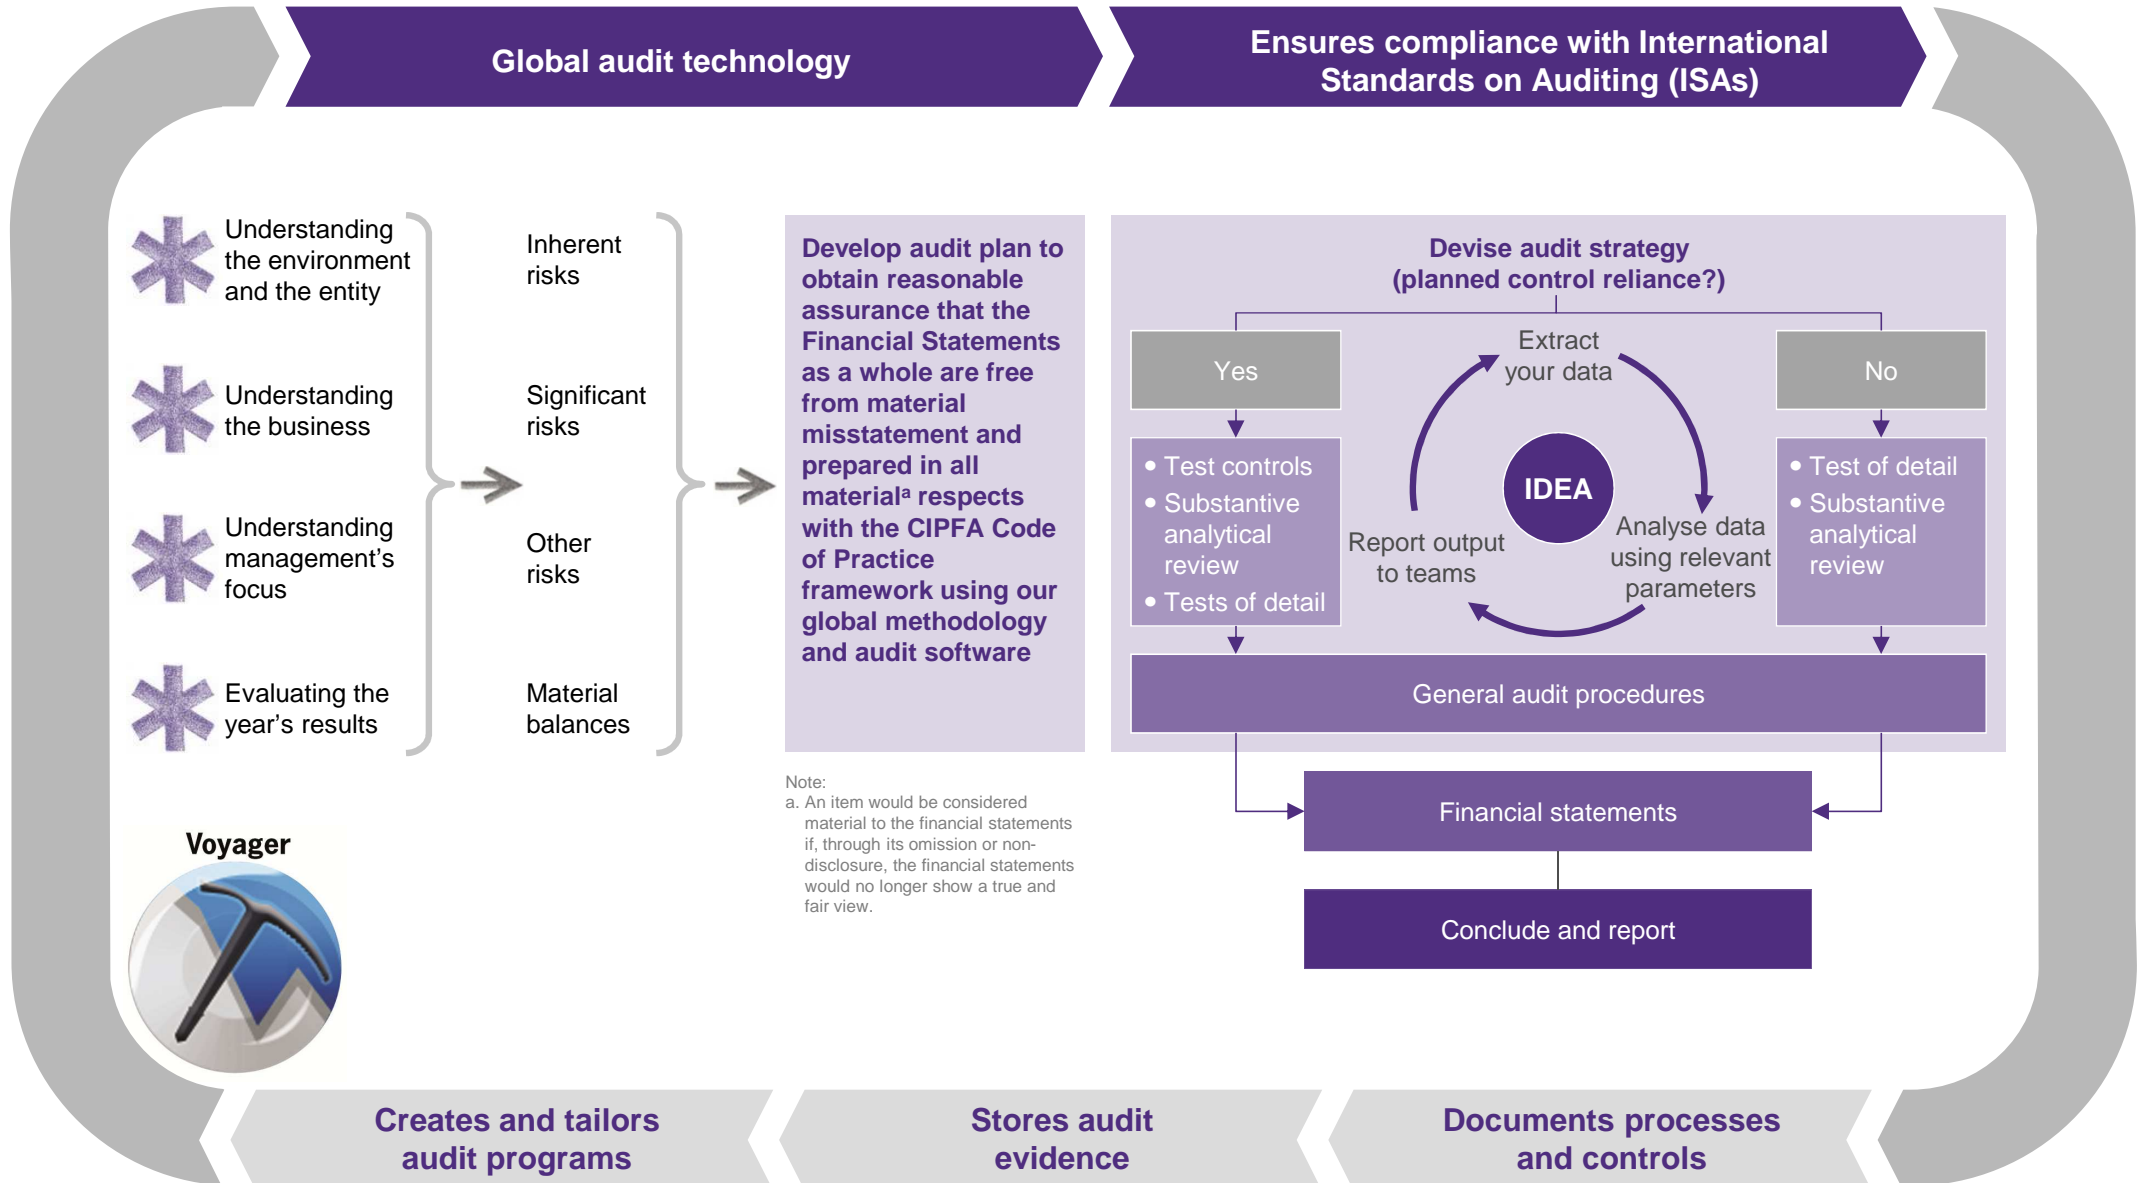 Global audit technology
Ensures compliance with International
Standards on Auditing (ISAs)
Understanding
the environment
and the entity
Understanding
the business
Understanding
management's
focus
Evaluating the
year's results
Inherent
risks
Significant
risks
Other
risks
Material
balances
Develop audit plan to
obtain reasonable
assurance that the
Financial Statements
as a whole are free
from material
misstatement and
prepared in all
materialᵃ respects
with the CIPFA Code
of Practice
framework using our
global methodology
and audit software
Note:
a. An item would be considered
material to the financial statements
if, through its omission or non-
disclosure, the financial statements
would no longer show a true and
fair view.
Devise audit strategy
(planned control reliance?)
Yes
• Test controls
• Substantive
analytical
review
• Tests of detail
Extract
your data
IDEA
Analyse data
using relevant
parameters
Report output
to teams
No
• Test of detail
• Substantive
analytical
review
General audit procedures
Financial statements
Conclude and report
Voyager
Creates and tailors
audit programs
Stores audit
evidence
Documents processes
and controls